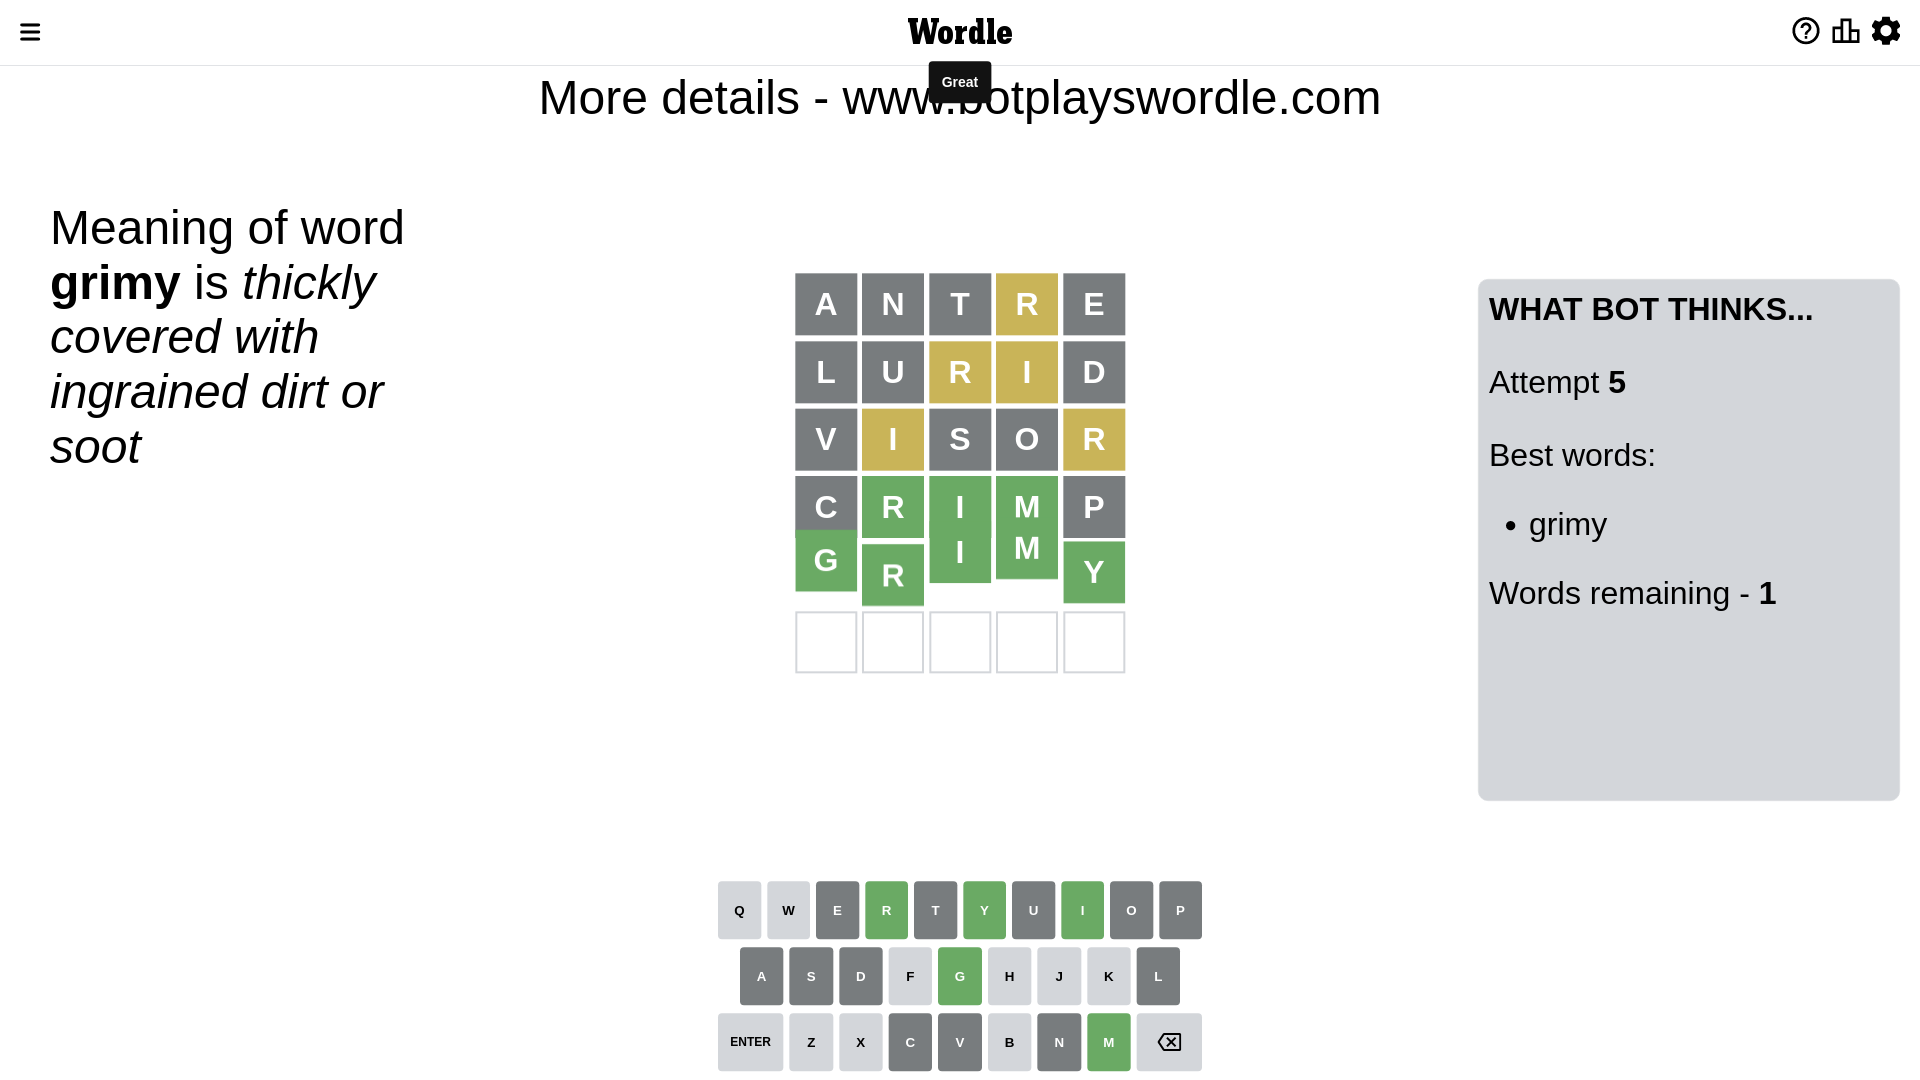 Wordle
Great
More details - www.botplayswordle.com
Meaning of word
grimy is thickly
covered with
ingrained dirt or
soot
A N T R E
L U R I D
V I S O R
C R I M P
G R I M Y
WHAT BOT THINKS...
Attempt 5
Best words:
• grimy
Words remaining - 1
Q W E R T Y U I O P
A S D F G H J K L
ENTER Z X C V B N M